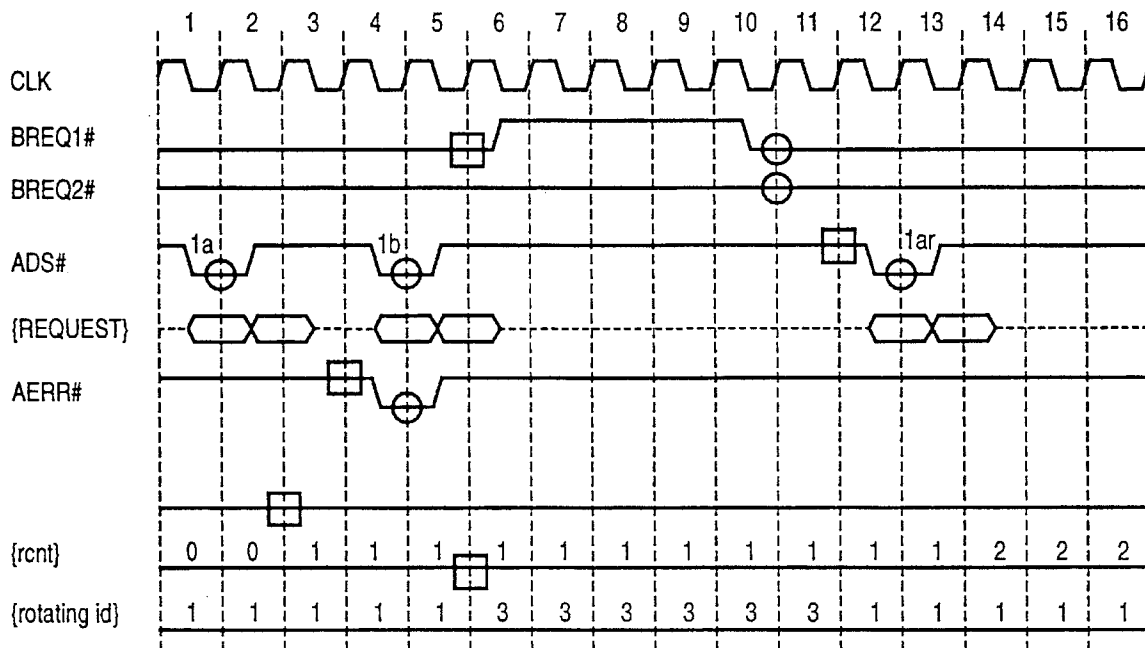 1 2 3 4 5 6 7 8 9 10 11 12 13 14 15 16
CLK
BREQ1#
BREQ2#
ADS# 1a 1b 1ar
{REQUEST}
AERR#
{rcnt} 0 0 1 1 1 1 1 1 1 1 1 1 1 2 2 2
{rotating id} 1 1 1 1 1 3 3 3 3 3 3 1 1 1 1 1